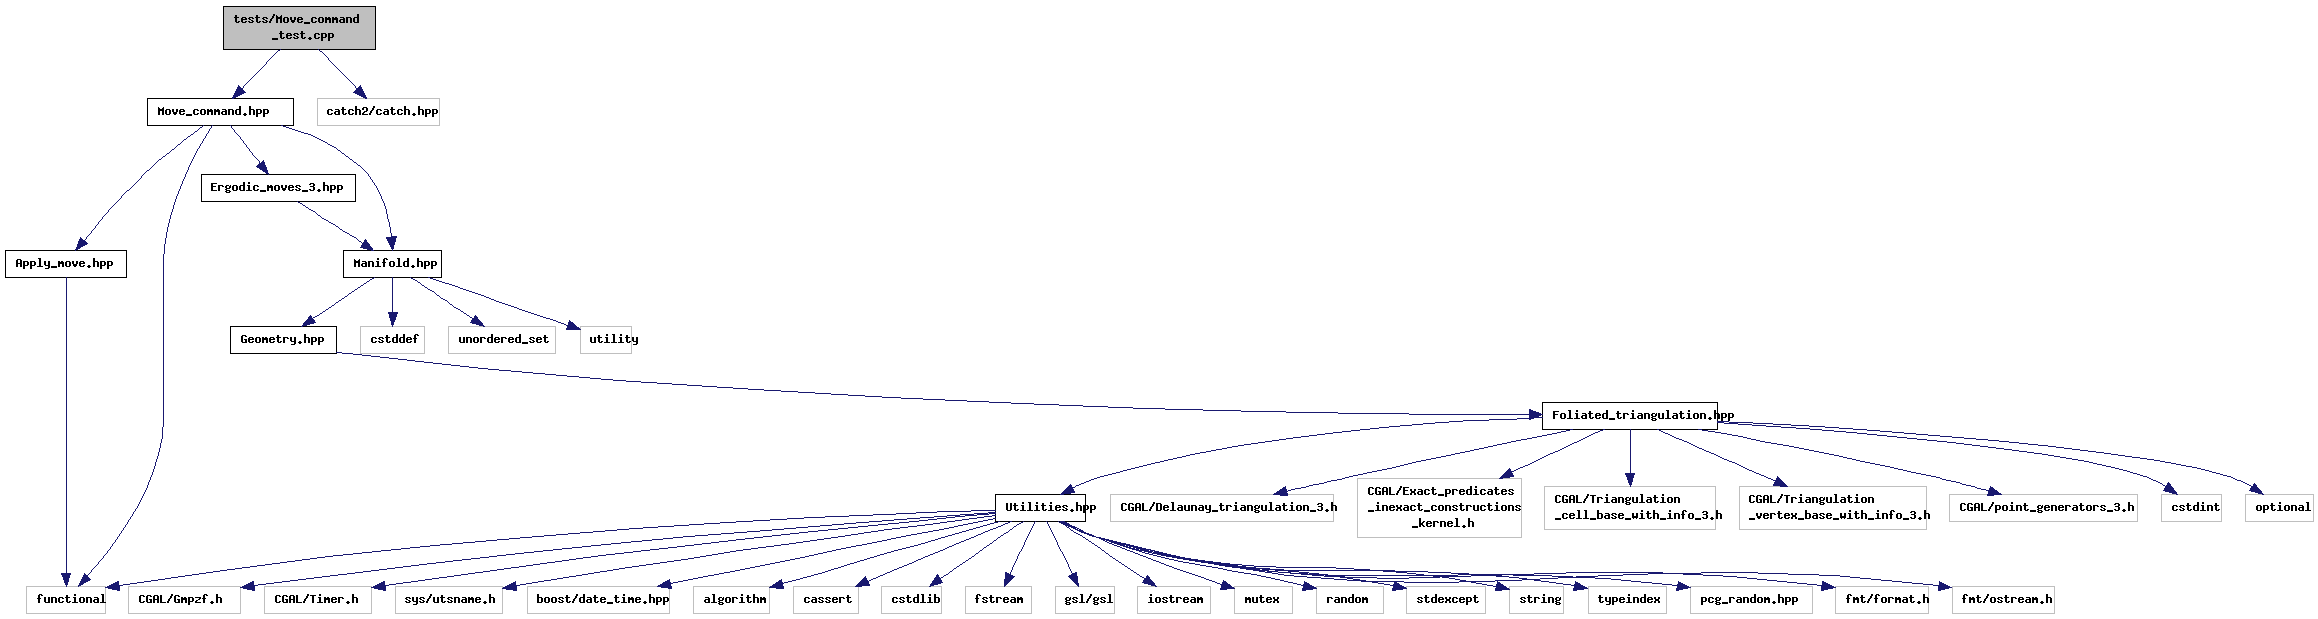 tests/Move_command
_test.cpp
Move_command.hpp
catch2/catch.hpp
Ergodic_moves_3.hpp
Apply_move.hpp
Manifold.hpp
Geometry.hpp
cstddef
unordered_set
utility
Foliated_triangulation.hpp
Utilities.hpp
CGAL/Delaunay_triangulation_3.h
CGAL/Exact_predicates
_inexact_constructions
_kernel.h
CGAL/Triangulation
_cell_base_with_info_3.h
CGAL/Triangulation
_vertex_base_with_info_3.h
CGAL/point_generators_3.h
cstdint
optional
functional
CGAL/Gmpzf.h
CGAL/Timer.h
sys/utsname.h
boost/date_time.hpp
algorithm
cassert
cstdlib
fstream
gsl/gsl
iostream
mutex
random
stdexcept
string
typeindex
pcg_random.hpp
fmt/format.h
fmt/ostream.h